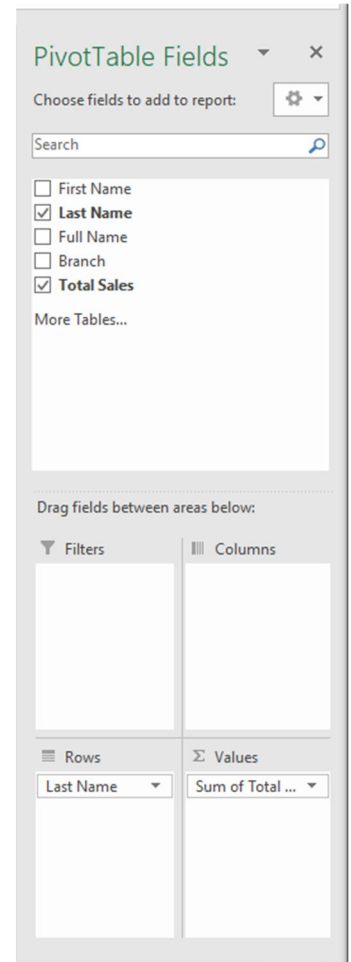 PivotTable Fields
Choose fields to add to report:
Search
First Name
Last Name
Full Name
Branch
Total Sales
More Tables...
Drag fields between areas below:
Filters
Columns
Rows
Σ Values
Last Name
Sum of Total ...